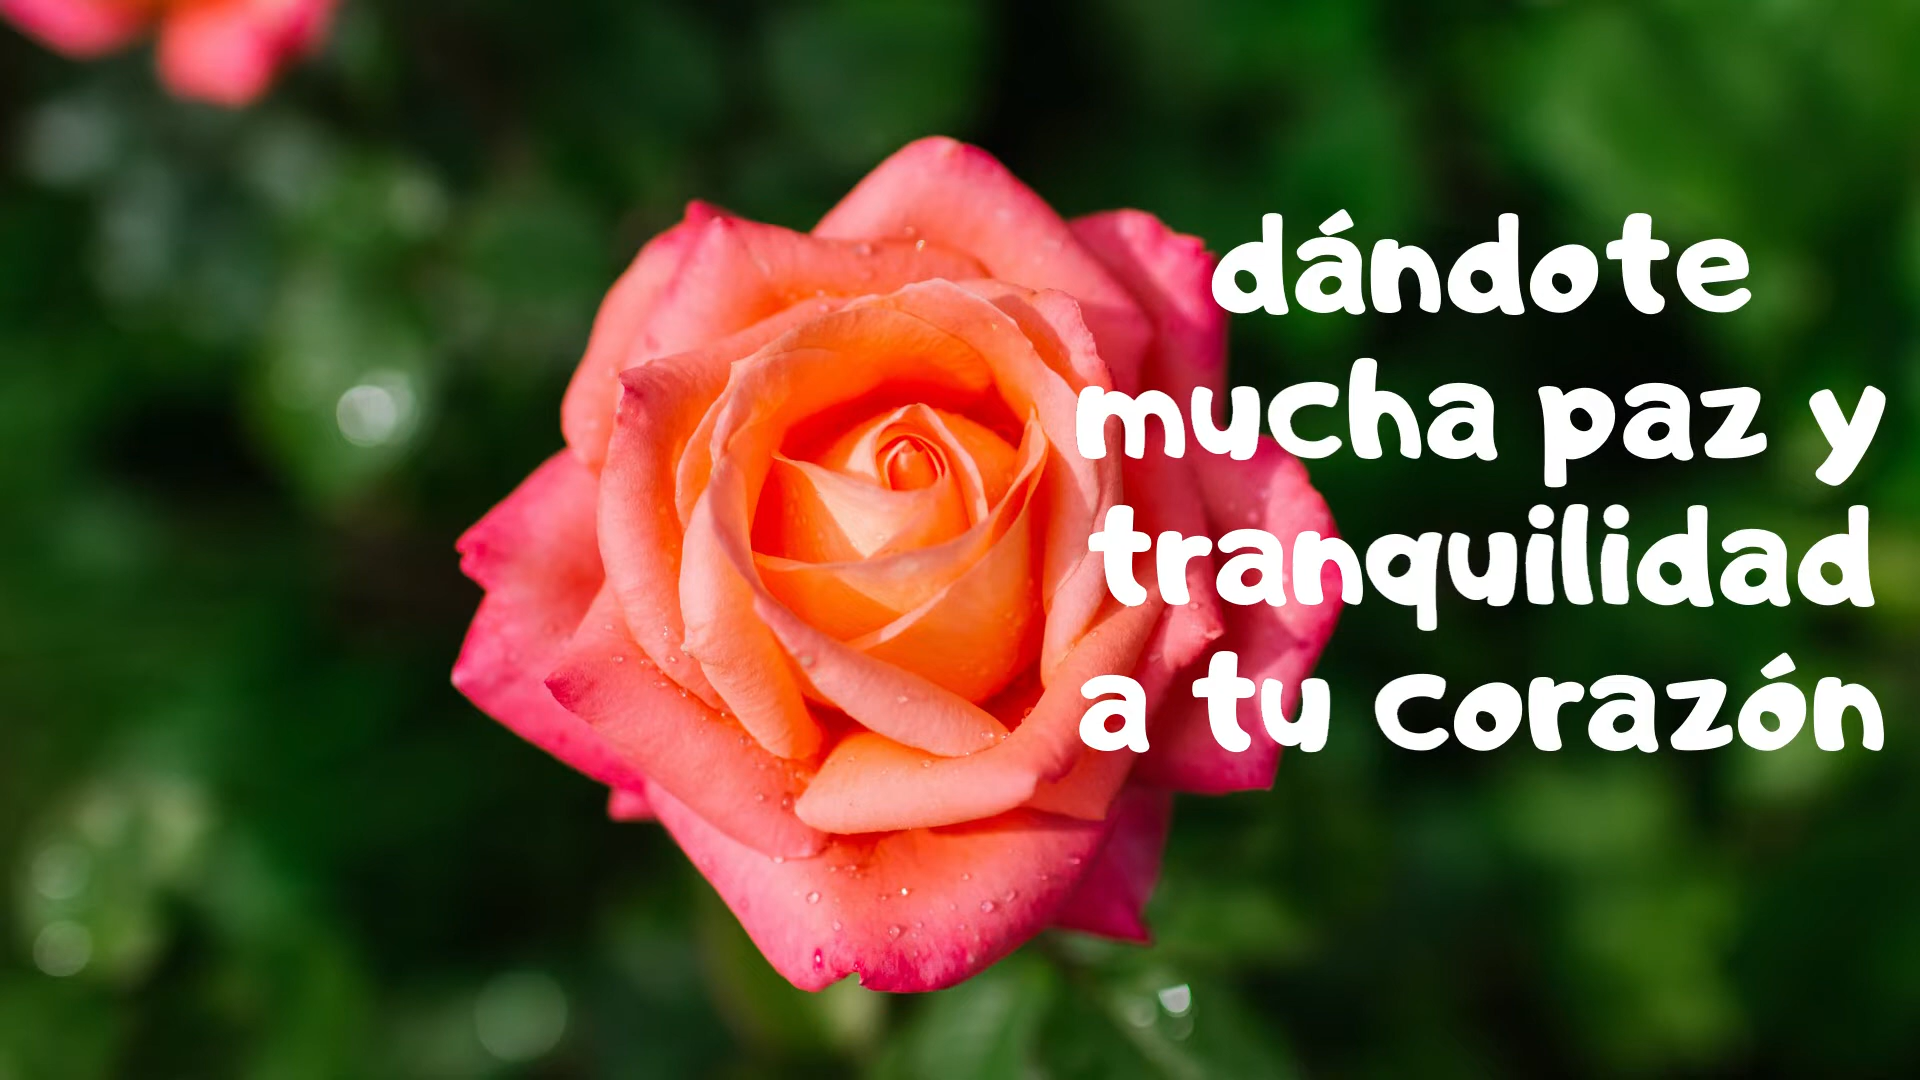 dándote
mucha paz y
tranquilidad
a tu corazón